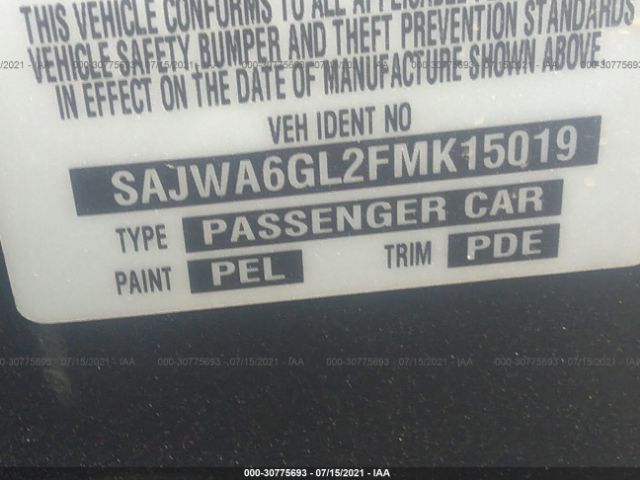 THIS VEHICLE CONFORMS TO ALL APPLICABLE
VEHICLE SAFETY BUMPER AND THEFT PREVENTION STANDARDS
IN EFFECT ON THE DATE OF MANUFACTURE SHOWN ABOVE
VEH IDENT NO
SAJWA6GL2FMK15019
TYPE PASSENGER CAR
PAINT PEL TRIM PDE
000-30775693 - 07/15/2021 - IAA